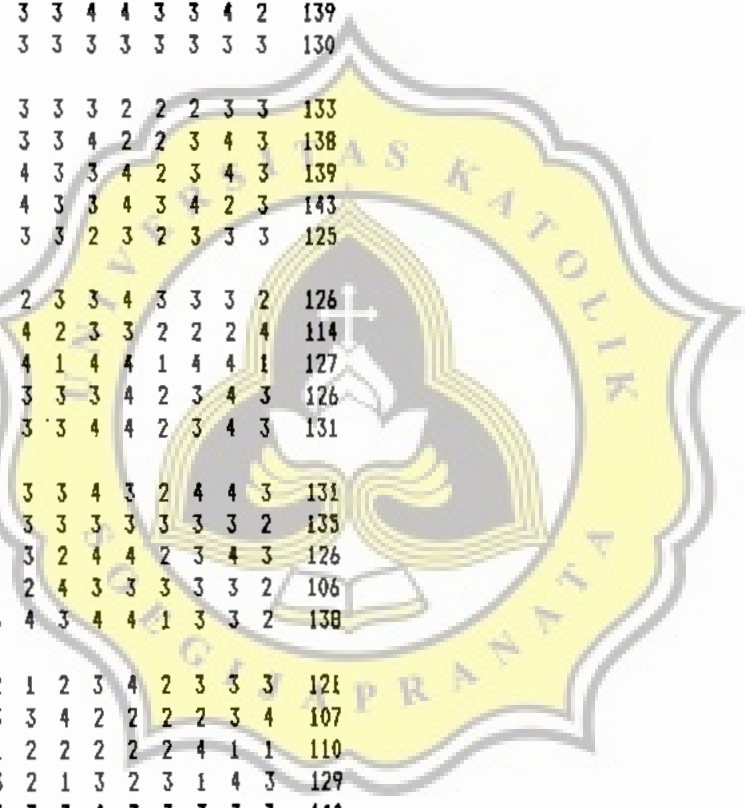 3 3 4 4 3 3 4 2 139
3 3 3 3 3 3 3 3 130
3 3 3 2 2 2 3 3 133
3 3 4 2 2 3 4 3 138
4 3 3 4 2 3 4 3 139
4 3 3 4 3 4 2 3 143
3 3 2 3 2 3 3 3 125
2 3 3 4 3 3 3 2 126
4 2 3 3 2 2 2 4 114
4 1 4 4 1 4 4 1 127
3 3 3 4 2 3 4 3 126
3 3 4 4 2 3 4 3 131
3 3 4 3 2 4 4 3 131
3 3 3 3 3 3 3 2 135
3 2 4 4 2 3 4 3 126
2 4 3 3 3 3 3 2 106
4 3 4 4 1 3 3 2 138
1 2 3 4 2 3 3 3 121
3 4 2 2 2 2 3 4 107
2 2 2 2 2 4 1 1 110
2 1 3 2 3 1 4 3 129
UNIVERSITAS KATOLIK
SOEGIJAPRANATA